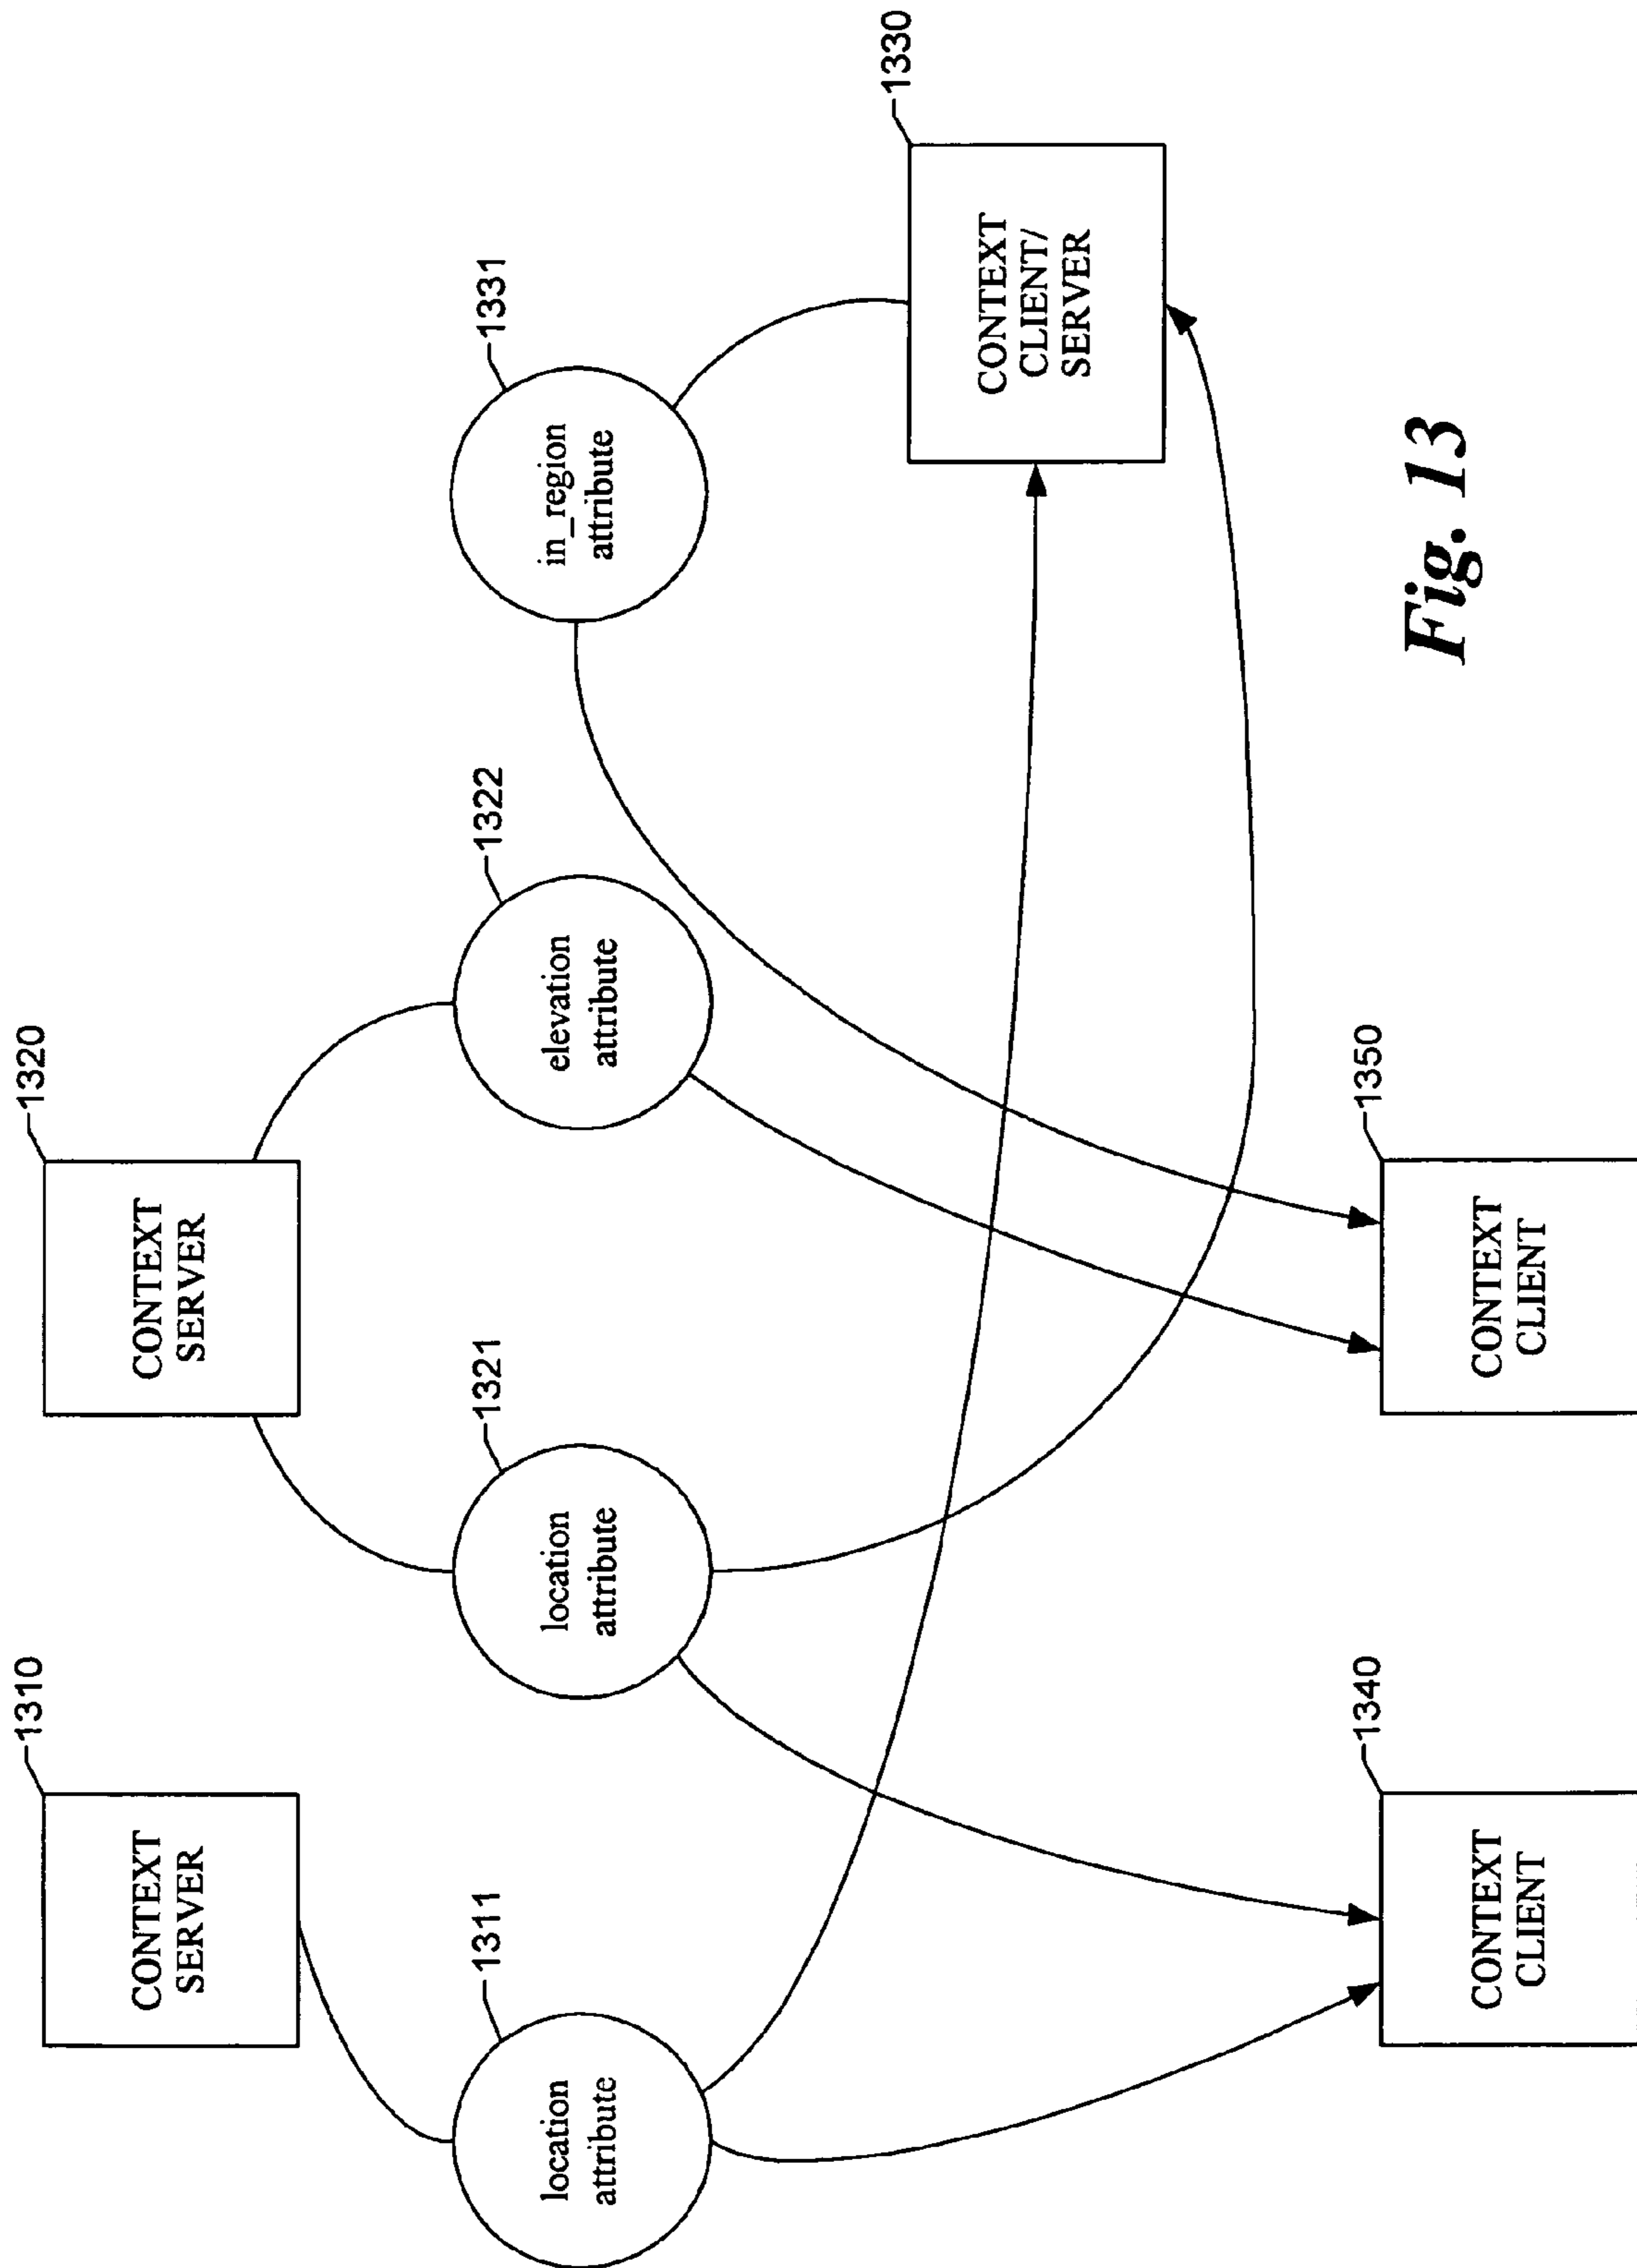 1310
CONTEXT
SERVER
1320
CONTEXT
SERVER
1311
location
attribute
1321
location
attribute
1322
elevation
attribute
1331
in_region
attribute
1330
CONTEXT
CLIENT/
SERVER
1340
CONTEXT
CLIENT
1350
CONTEXT
CLIENT
Fig. 13